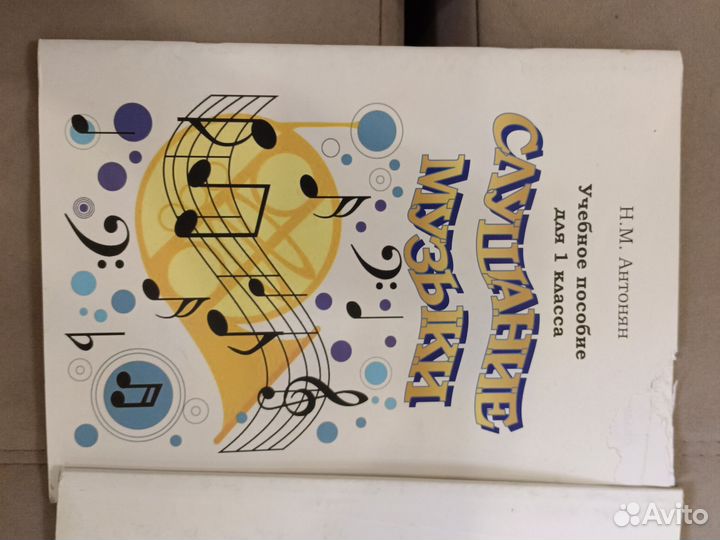 Н.М. Антонян
Учебное пособие
для 1 класса
СЛУШАНИЕ
МУЗЫКИ
Avito